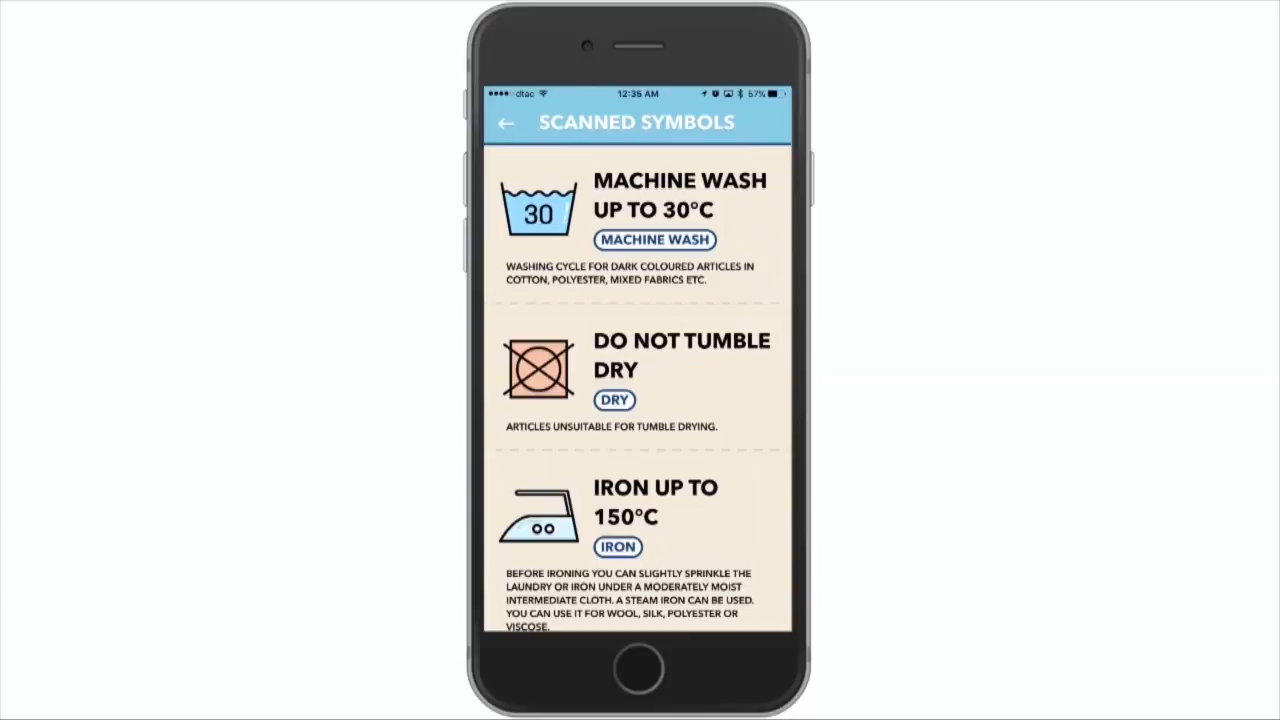 dtac 12:35 AM 57%
SCANNED SYMBOLS
MACHINE WASH
UP TO 30°C
30
MACHINE WASH
WASHING CYCLE FOR DARK COLOURED ARTICLES IN
COTTON, POLYESTER, MIXED FABRICS ETC.
DO NOT TUMBLE
DRY
DRY
ARTICLES UNSUITABLE FOR TUMBLE DRYING.
IRON UP TO
150°C
IRON
BEFORE IRONING YOU CAN SLIGHTLY SPRINKLE THE
LAUNDRY OR IRON UNDER A MODERATELY MOIST
INTERMEDIATE CLOTH. A STEAM IRON CAN BE USED.
YOU CAN USE IT FOR WOOL, SILK, POLYESTER OR
VISCOSE.